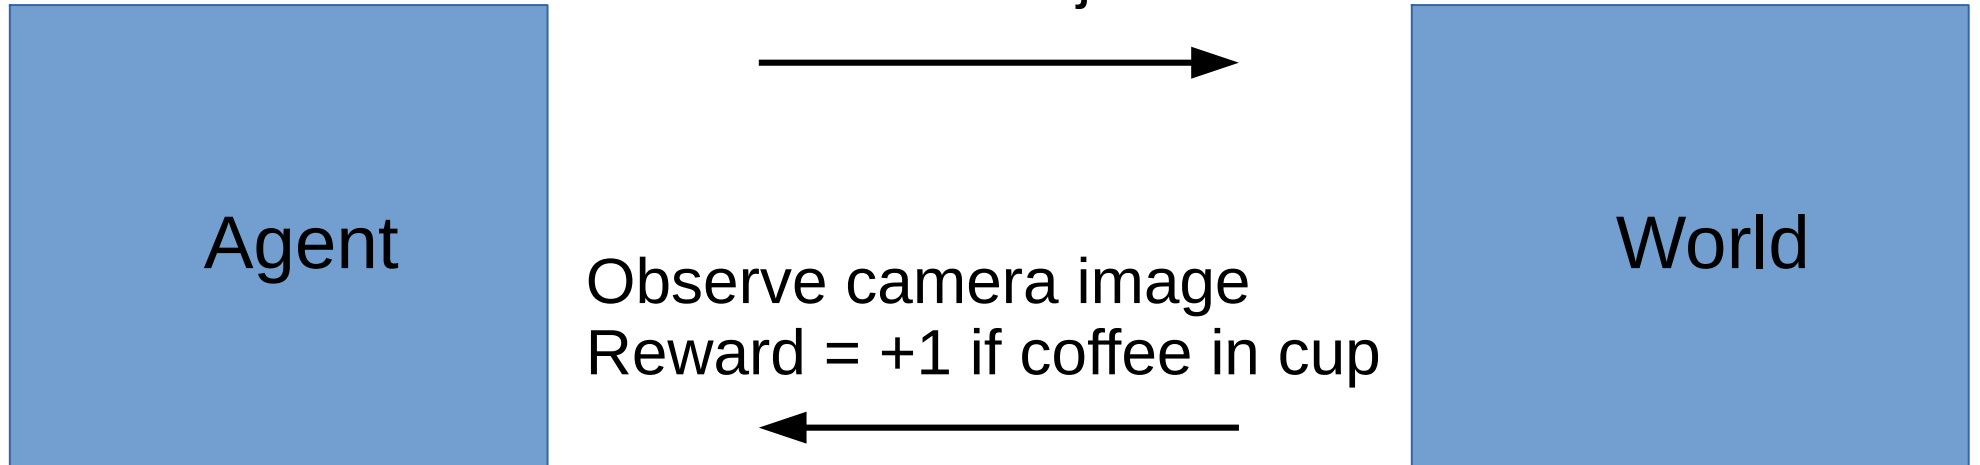 Agent
Observe camera image
Reward = +1 if coffee in cup
World